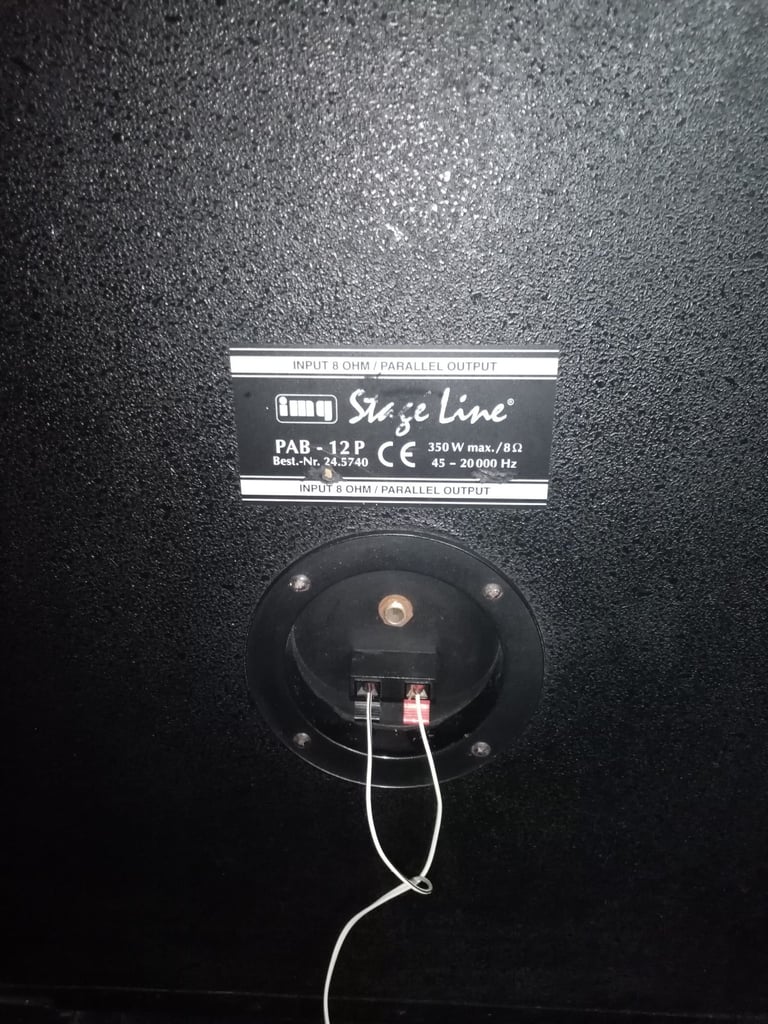 INPUT 8 OHM / PARALLEL OUTPUT
img Stage Line®
PAB - 12 P CE 350 W max./8 Ω
Best.-Nr. 24.5740 45 - 20 000 Hz
INPUT 8 OHM / PARALLEL OUTPUT